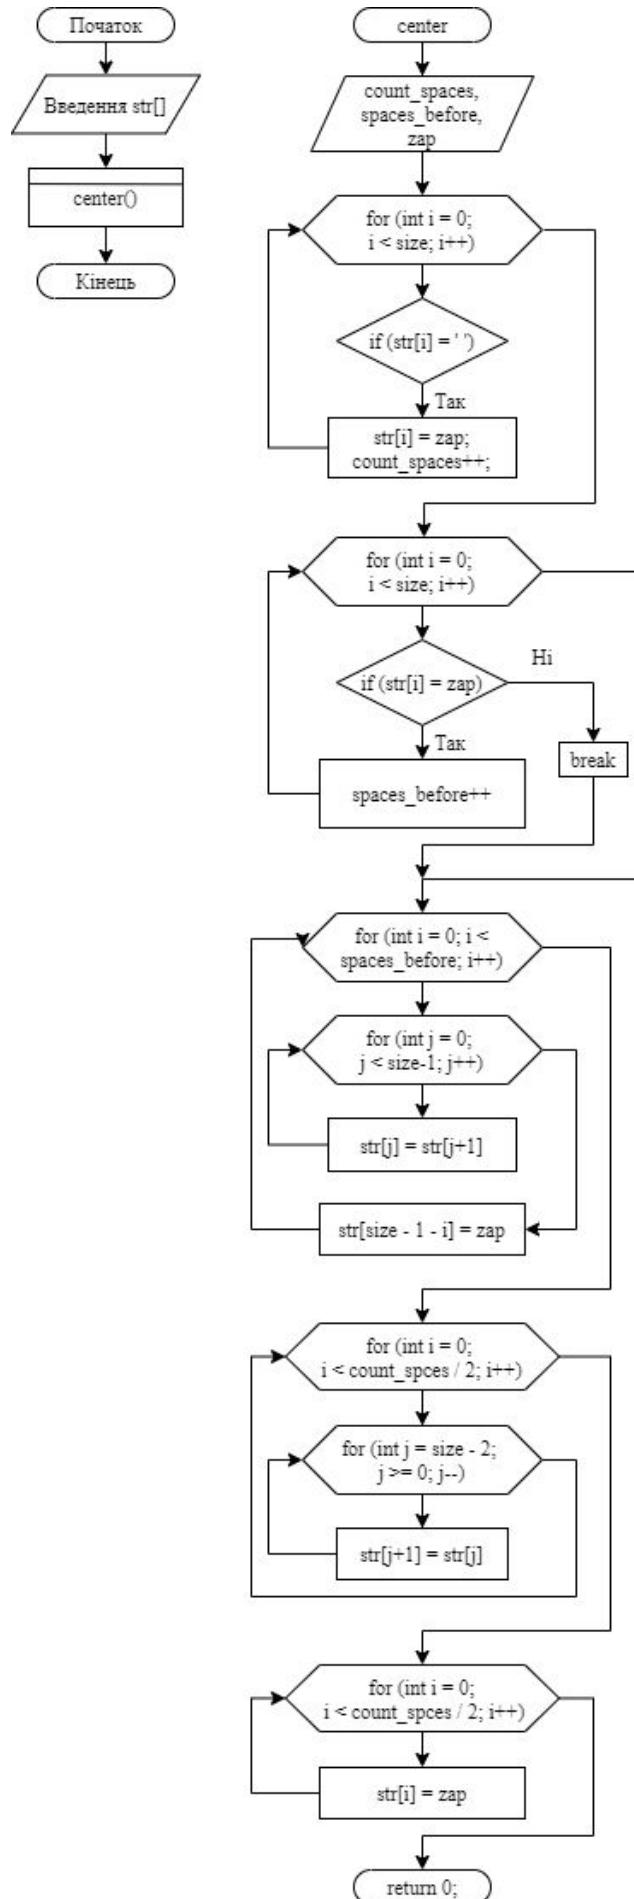 Початок
Введення str[]
center()
Кінець
center
count_spaces,
spaces_before,
zap
for (int i = 0;
i < size; i++)
if (str[i] = ' ')
Так
str[i] = zap;
count_spaces++;
for (int i = 0;
i < size; i++)
if (str[i] = zap)
Ні
Так
break
spaces_before++
for (int i = 0; i <
spaces_before; i++)
for (int j = 0;
j < size-1; j++)
str[j] = str[j+1]
str[size - 1 - i] = zap
for (int i = 0;
i < count_spces / 2; i++)
for (int j = size - 2;
j >= 0; j--)
str[j+1] = str[j]
for (int i = 0;
i < count_spces / 2; i++)
str[i] = zap
return 0;